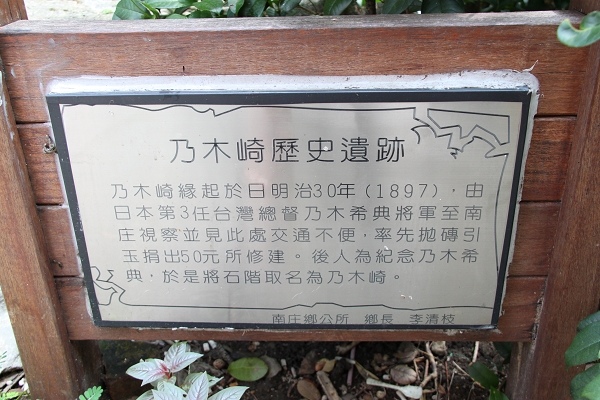 乃木崎歷史遺跡
乃木崎緣起於日明治30年(1897)，由
日本第3任台灣總督乃木希典將軍至南
庄視察並見此處交通不便，率先拋磚引
玉捐出50元所修建。後人為紀念乃木希
典，於是將石階取名為乃木崎。
南庄鄉公所 鄉長 李清枝